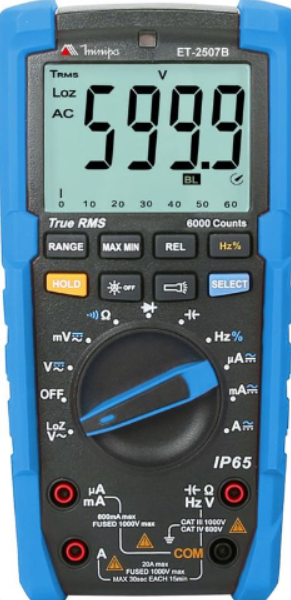 Minipa ET-2507B
TRMS V
LoZ
AC 599.9
BL
0 10 20 30 40 50 60
True RMS 6000 Counts
RANGE MAX MIN REL Hz%
HOLD OFF SELECT
Ω
mV Hz%
V µA
OFF mA
LoZ
V~ A
IP65
µA
mA
600mA max
FUSED 1000V max
Ω
Hz V
CAT III 1000V
CAT IV 600V
A COM
20A max
FUSED 1000V max
MAX 30sec EACH 15min